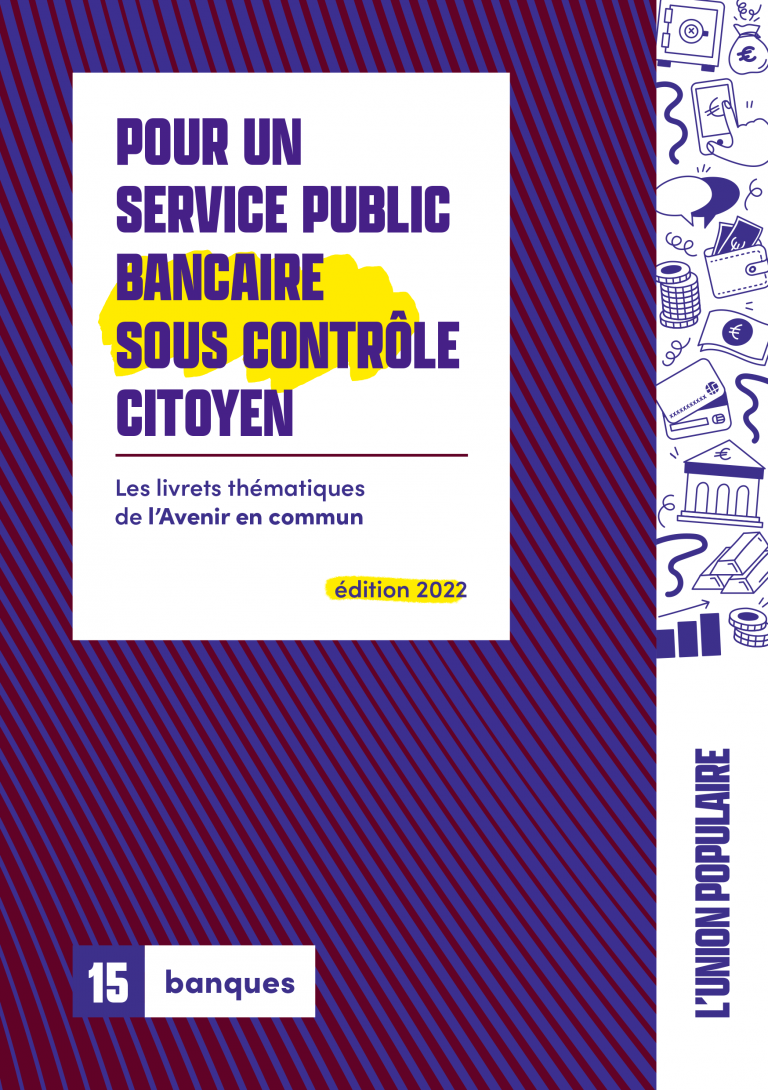 POUR UN
SERVICE PUBLIC
BANCAIRE
SOUS CONTRÔLE
CITOYEN
Les livrets thématiques
de l’Avenir en commun
édition 2022
15
banques
L’UNION POPULAIRE